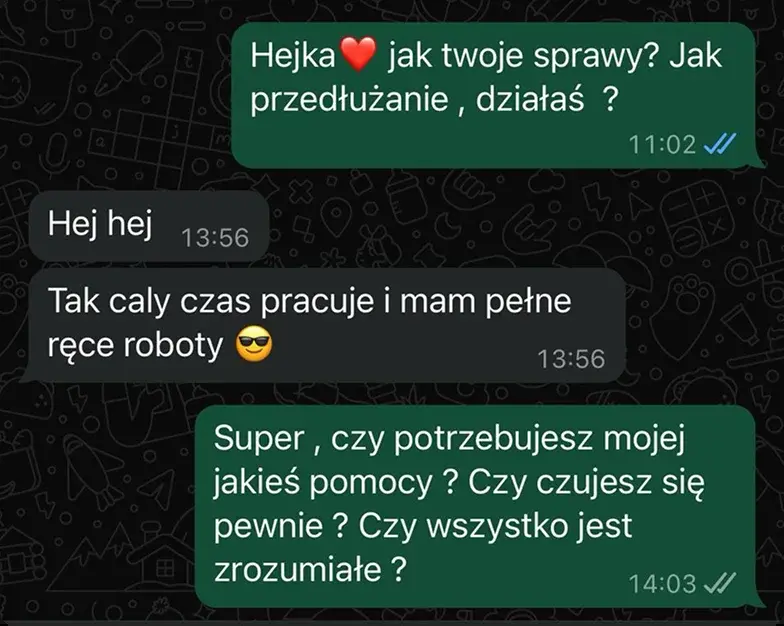 Hejka❤️ jak twoje sprawy? Jak
przedłużanie , działaś  ?
11:02
Hej hej 13:56
Tak caly czas pracuje i mam pełne
ręce roboty 😎
13:56
Super , czy potrzebujesz mojej
jakieś pomocy ? Czy czujesz się
pewnie ? Czy wszystko jest
zrozumiałe ?
14:03